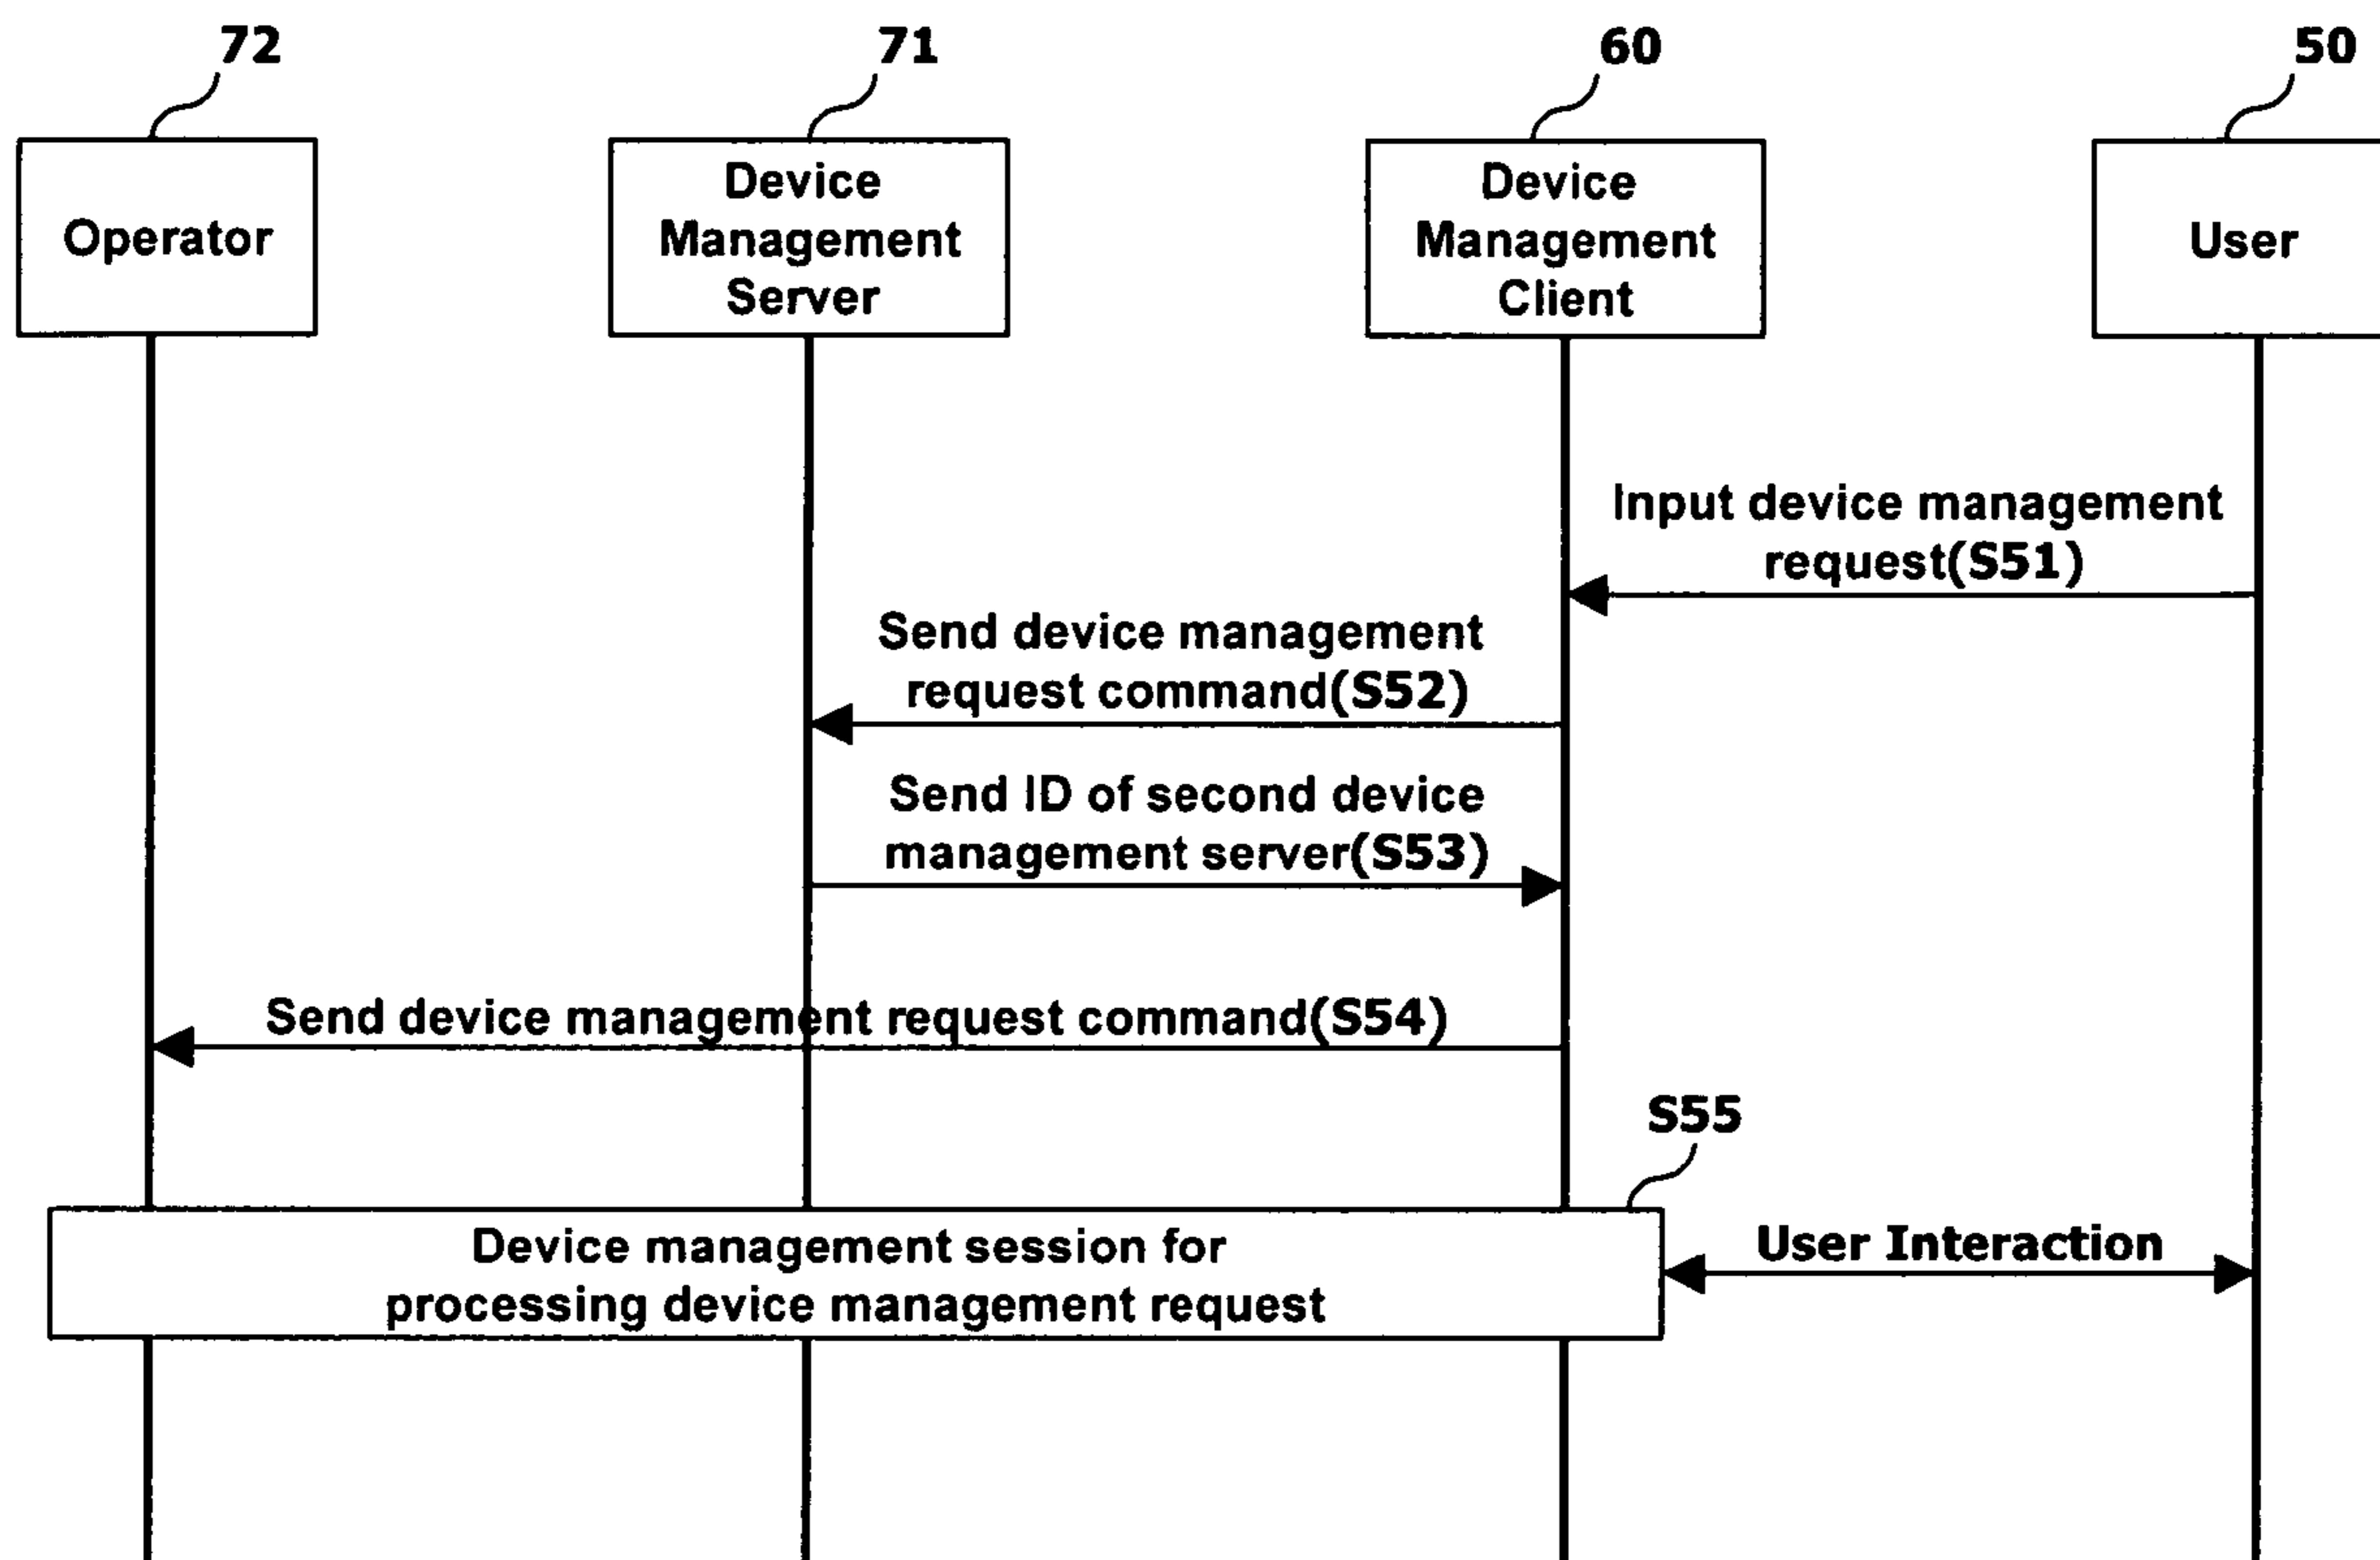 72
71
60
50
Operator
Device
Management
Server
Device
Management
Client
User
Input device management
request(S51)
Send device management
request command(S52)
Send ID of second device
management server(S53)
Send device management request command(S54)
S55
Device management session for
processing device management request
User Interaction